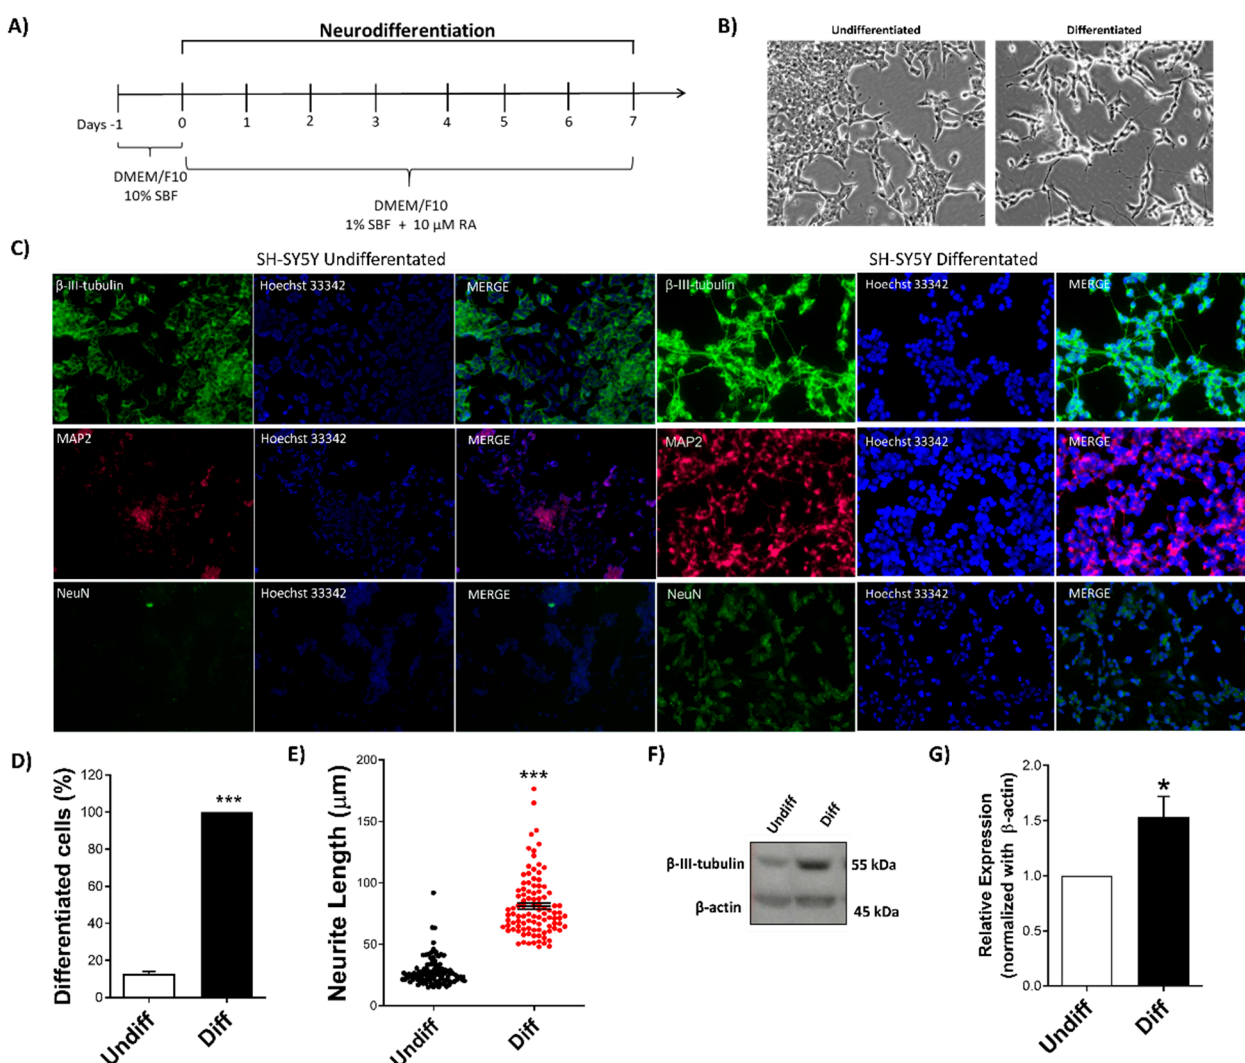 A)
Neurodifferentiation
Days -1 0 1 2 3 4 5 6 7
DMEM/F10
10% SBF
DMEM/F10
1% SBF + 10 µM RA
B)
Undifferentiated
Differentiated
C)
SH-SY5Y Undifferentated
SH-SY5Y Differentated
β-III-tubulin
Hoechst 33342
MERGE
β-III-tubulin
Hoechst 33342
MERGE
MAP2
Hoechst 33342
MERGE
MAP2
Hoechst 33342
MERGE
NeuN
Hoechst 33342
MERGE
NeuN
Hoechst 33342
MERGE
D)
Differentiated cells (%)
120
100
80
60
40
20
0
***
Undiff
Diff
E)
Neurite Length (µm)
200
150
100
50
0
***
Undiff
Diff
F)
Undiff
Diff
β-III-tubulin
55 kDa
β-actin
45 kDa
G)
Relative Expression
(normalized with β-actin)
2.0
1.5
1.0
0.5
0.0
*
Undiff
Diff